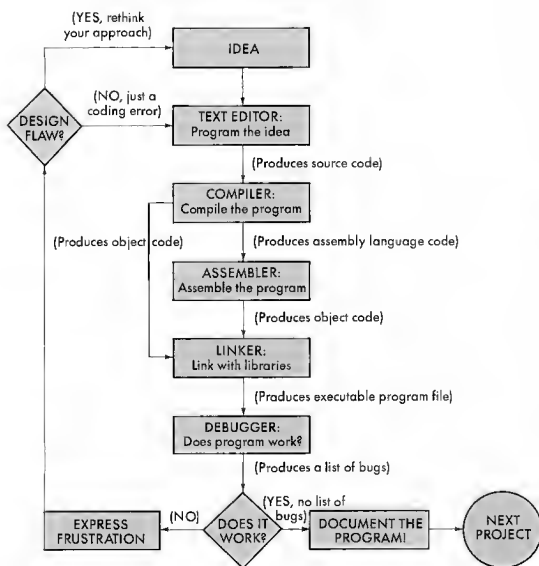 (YES, rethink
your approach)
IDEA
DESIGN
FLAW?
(NO, just a
coding error)
TEXT EDITOR:
Program the idea
(Produces source code)
COMPILER:
Compile the program
(Produces object code)
(Produces assembly language code)
ASSEMBLER:
Assemble the program
(Produces object code)
LINKER:
Link with libraries
(Produces executable program file)
DEBUGGER:
Does program work?
(Produces a list of bugs)
EXPRESS
FRUSTRATION
(NO)
DOES IT
WORK?
(YES, no list of
bugs)
DOCUMENT THE
PROGRAM!
NEXT
PROJECT